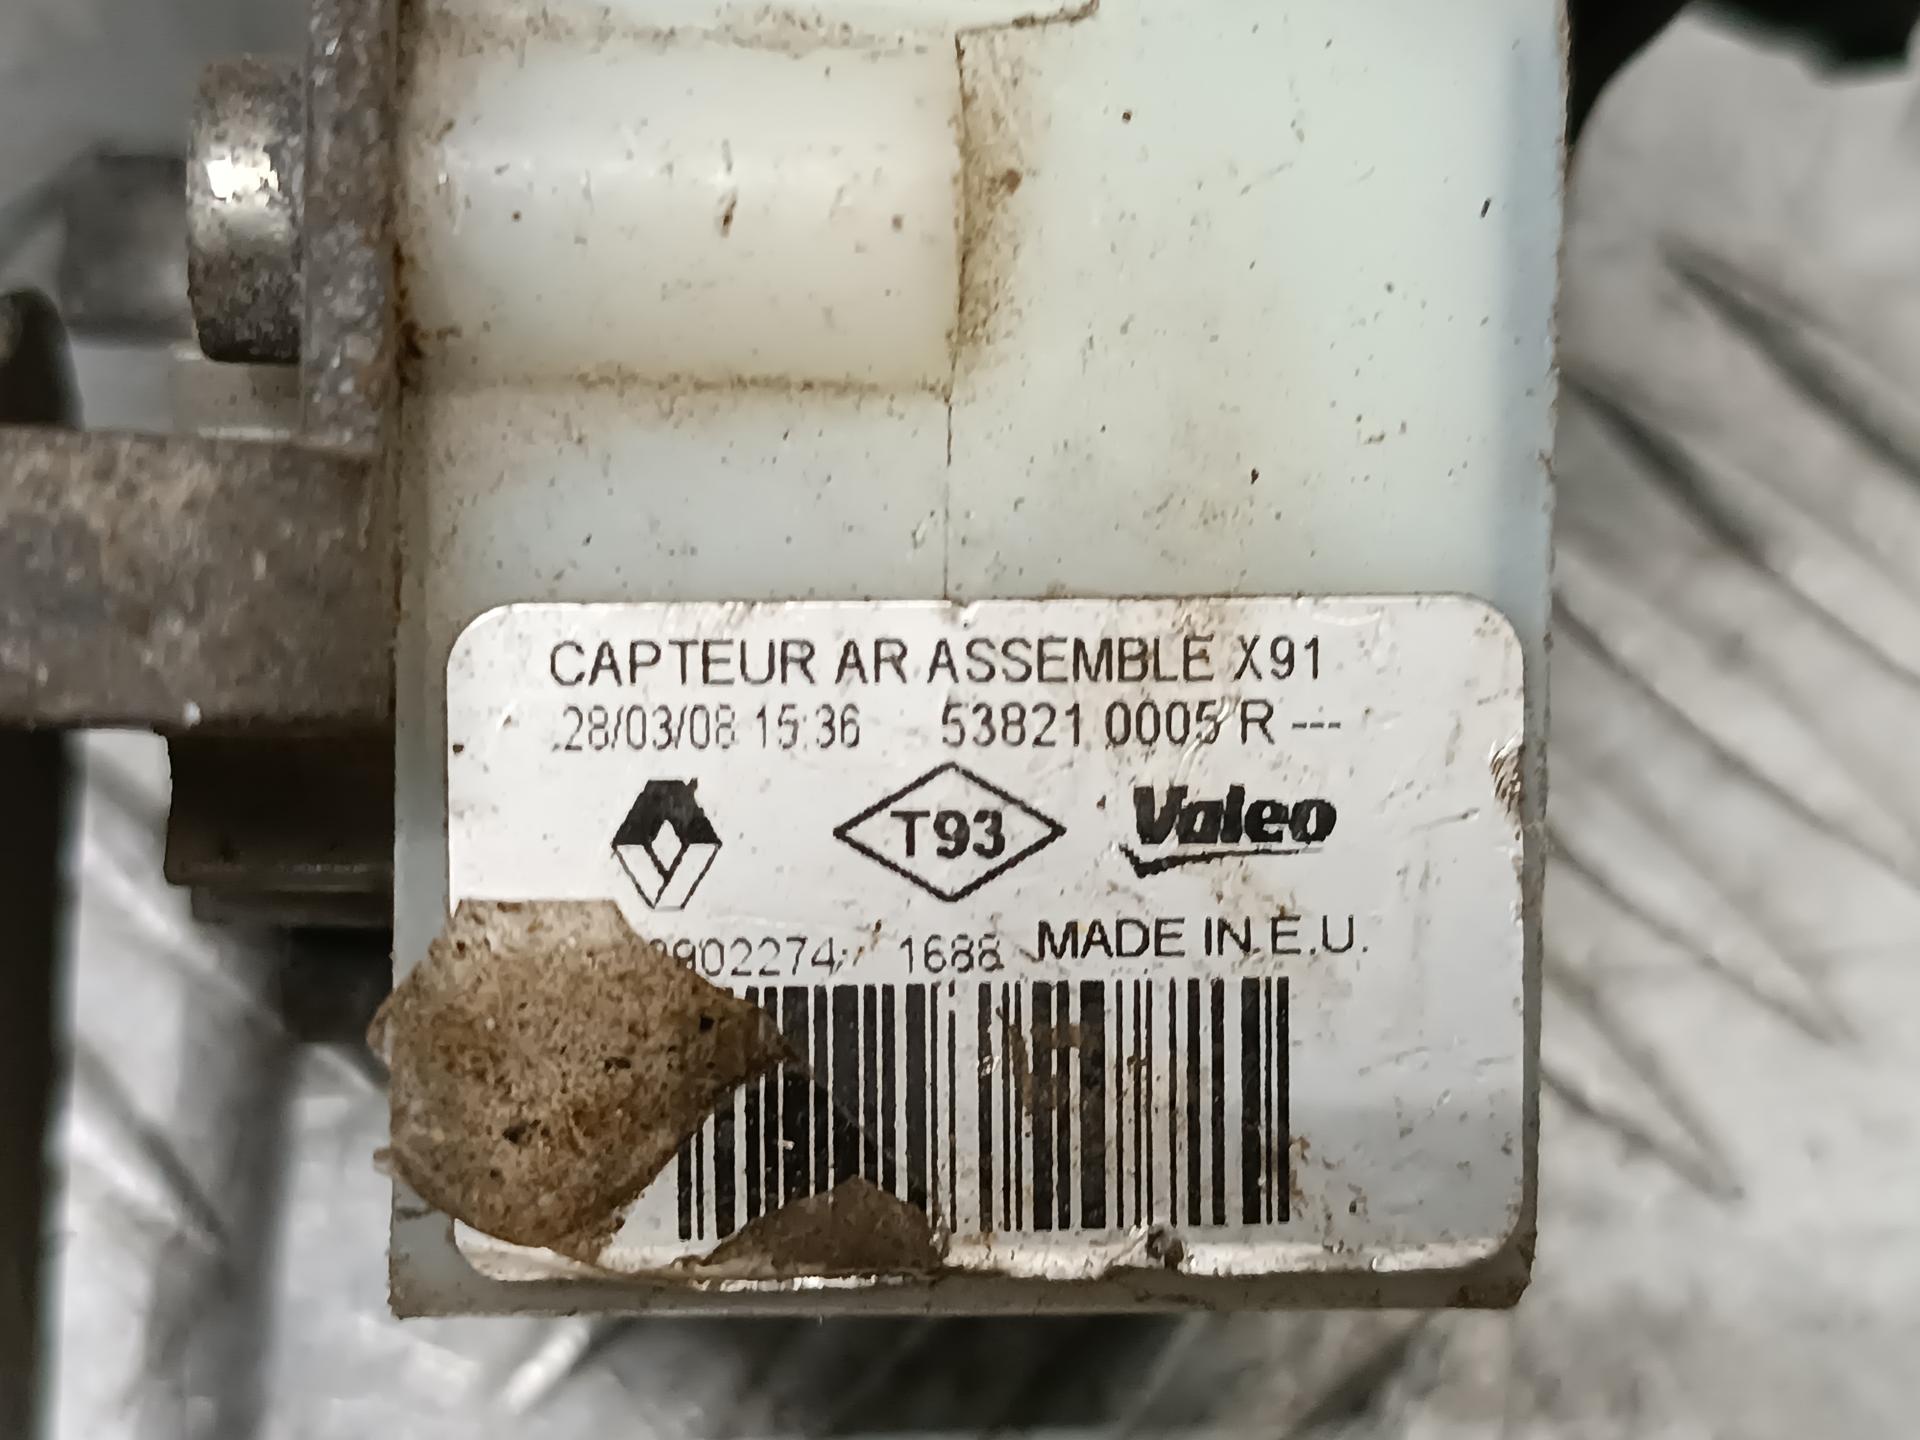 CAPTEUR AR ASSEMBLE X91
28/03/08 15:36 53821 0005 R ---
T93 Valeo
1688 MADE IN E.U.